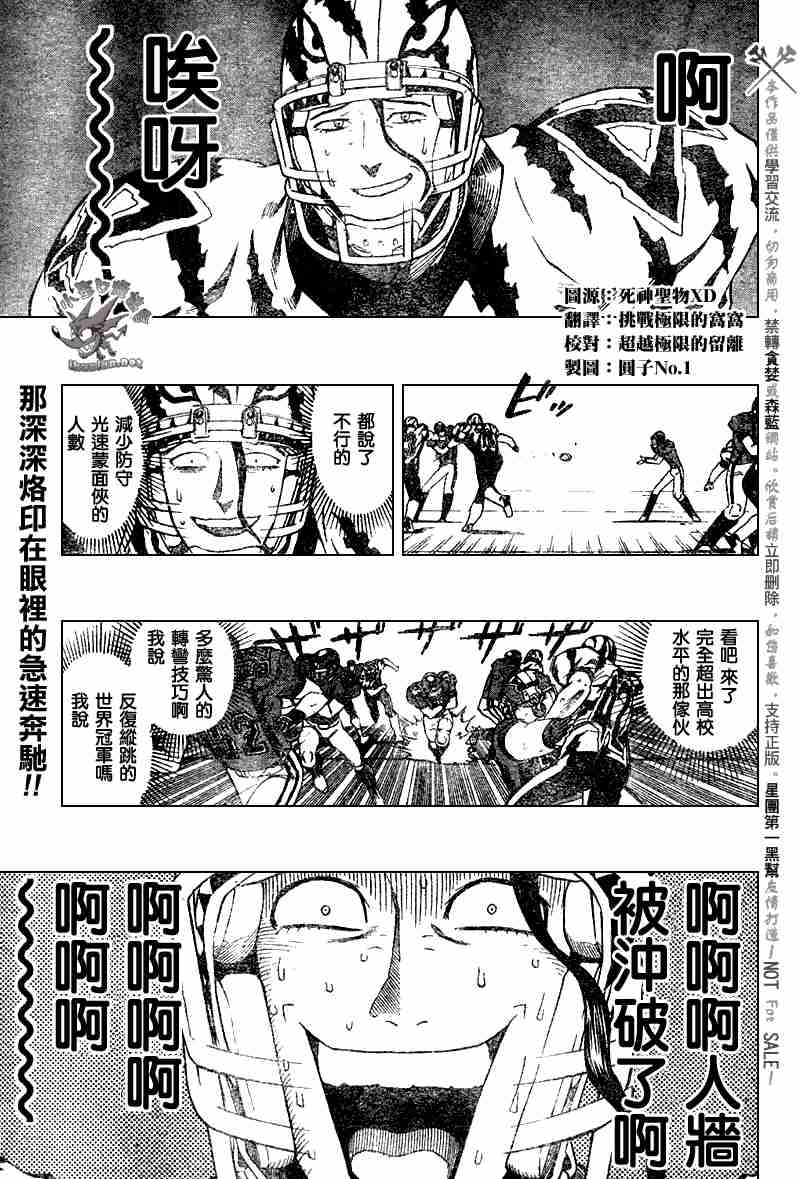 啊
唉呀
圖源：死神聖物XD
翻譯：挑戰極限的窩窩
校對：超越極限的留離
製圖：圓子No.1
都說了
不行的
減少防守
光速蒙面俠的
人數
那深深烙印在眼裡的急速奔馳!!
看吧 來了
完全超出高校
水平的那傢伙
多麼驚人的
轉彎技巧啊
我說
反復縱跳的
世界冠軍嗎
我說
啊啊啊人牆
被沖破了啊
啊啊啊啊
啊啊啊
本作品僅供學習交流，切勿商用，禁轉貪婪或森藍網站。欣賞后請立即刪除，如您喜歡，支持正版。星團第一黑幫友情打造—NOT For SALE—